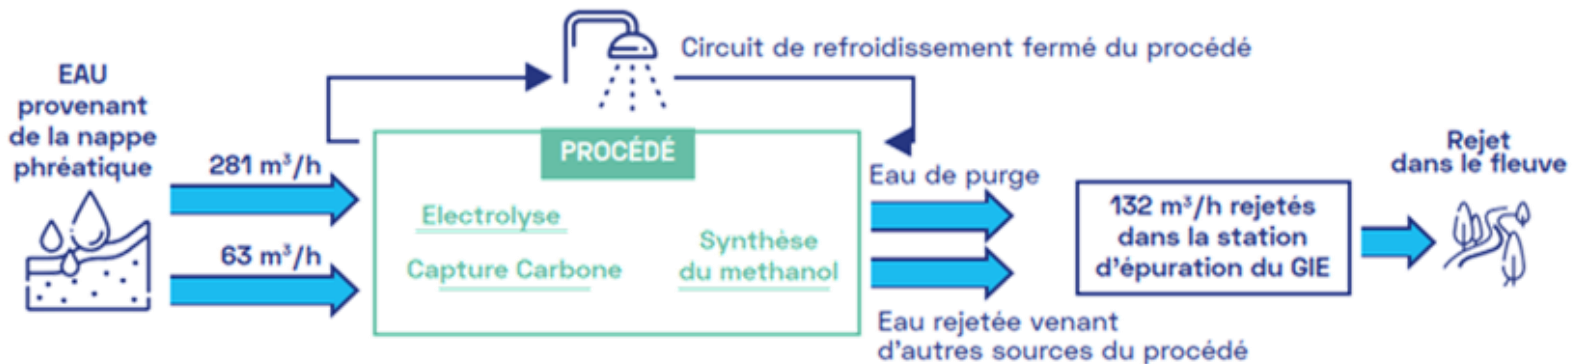 EAU
provenant
de la nappe
phréatique
281 m³/h
63 m³/h
Circuit de refroidissement fermé du procédé
PROCÉDÉ
Electrolyse
Capture Carbone
Synthèse
du methanol
Eau de purge
Eau rejetée venant
d'autres sources du procédé
132 m³/h rejetés
dans la station
d'épuration du GIE
Rejet
dans le fleuve